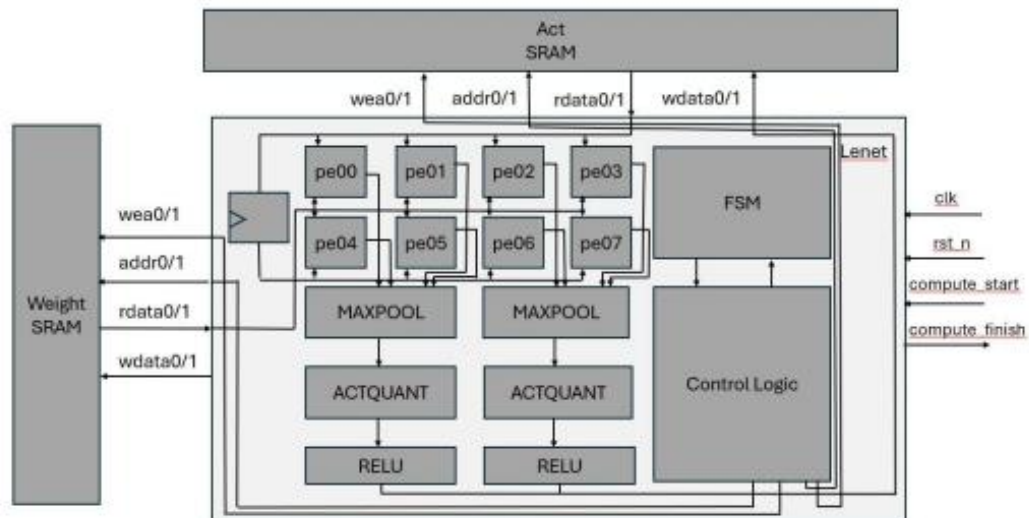 Act
SRAM
wea0/1
addr0/1
rdata0/1
wdata0/1
Lenet
pe00
pe01
pe02
pe03
FSM
clk
wea0/1
pe04
pe05
pe06
pe07
rst_n
addr0/1
compute_start
Weight
SRAM
rdata0/1
MAXPOOL
MAXPOOL
compute_finish
wdata0/1
ACTQUANT
ACTQUANT
Control Logic
RELU
RELU